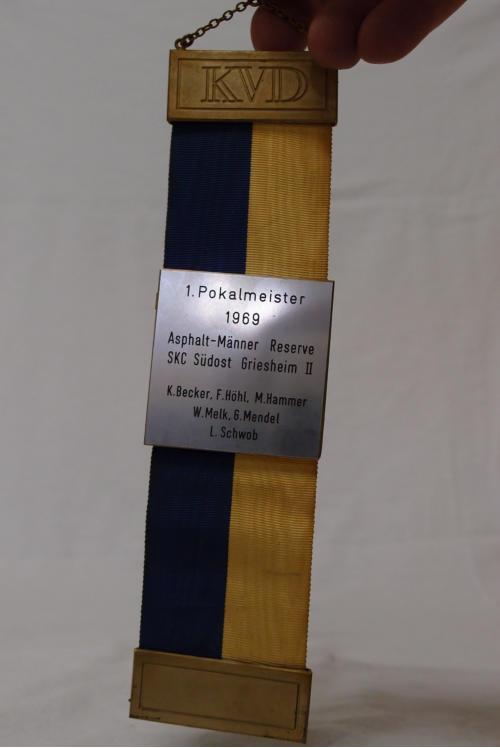 KVD
1. Pokalmeister
1969
Asphalt-Männer Reserve
SKC Südost Griesheim II
K.Becker, F.Höhl, M.Hammer
W.Melk, G.Mendel
L.Schwob